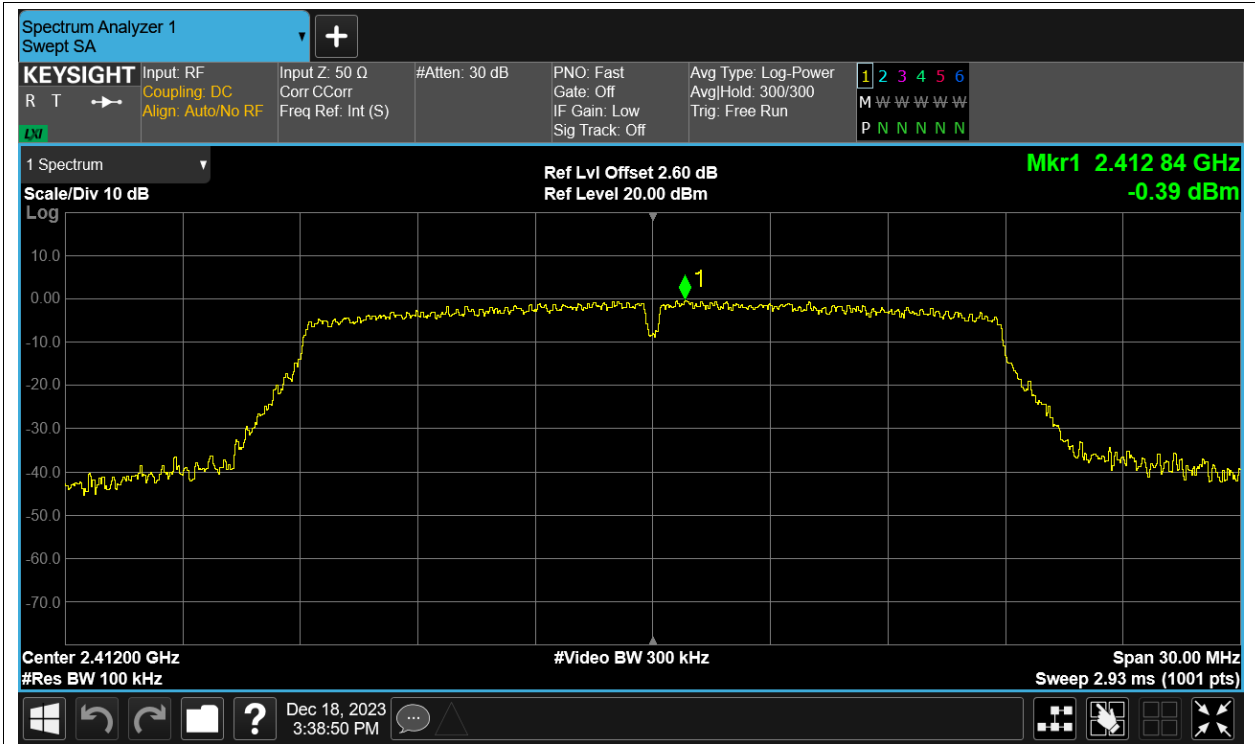 Spectrum Analyzer 1
Swept SA
KEYSIGHT
R T
LXI
Input: RF
Coupling: DC
Align: Auto/No RF
Input Z: 50 Ω
Corr CCorr
Freq Ref: Int (S)
#Atten: 30 dB
PNO: Fast
Gate: Off
IF Gain: Low
Sig Track: Off
Avg Type: Log-Power
Avg|Hold: 300/300
Trig: Free Run
1 2 3 4 5 6
M W W W W W
P N N N N N
1 Spectrum
Scale/Div 10 dB
Log
Ref Lvl Offset 2.60 dB
Ref Level 20.00 dBm
Mkr1 2.412 84 GHz
-0.39 dBm
1
10.0
0.00
-10.0
-20.0
-30.0
-40.0
-50.0
-60.0
-70.0
Center 2.41200 GHz
#Video BW 300 kHz
Span 30.00 MHz
#Res BW 100 kHz
Sweep 2.93 ms (1001 pts)
?
Dec 18, 2023
3:38:50 PM